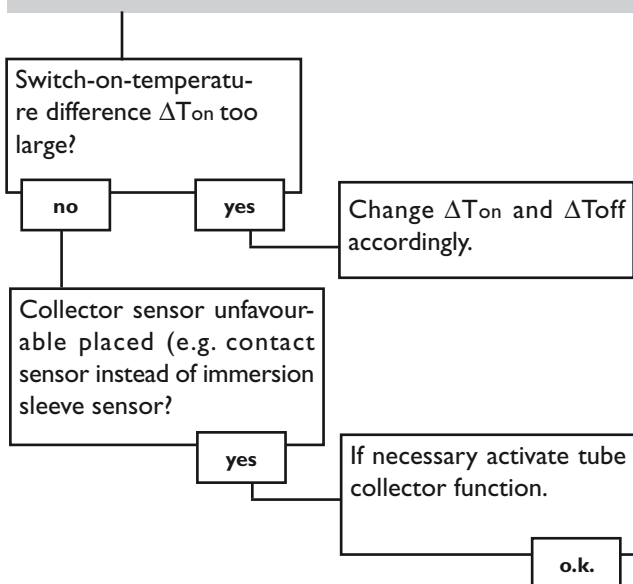 Switch-on-temperatu-
re difference ΔTon too
large?
no
yes
Change ΔTon and ΔToff
accordingly.
Collector sensor unfavour-
able placed (e.g. contact
sensor instead of immersion
sleeve sensor?
yes
If necessary activate tube
collector function.
o.k.